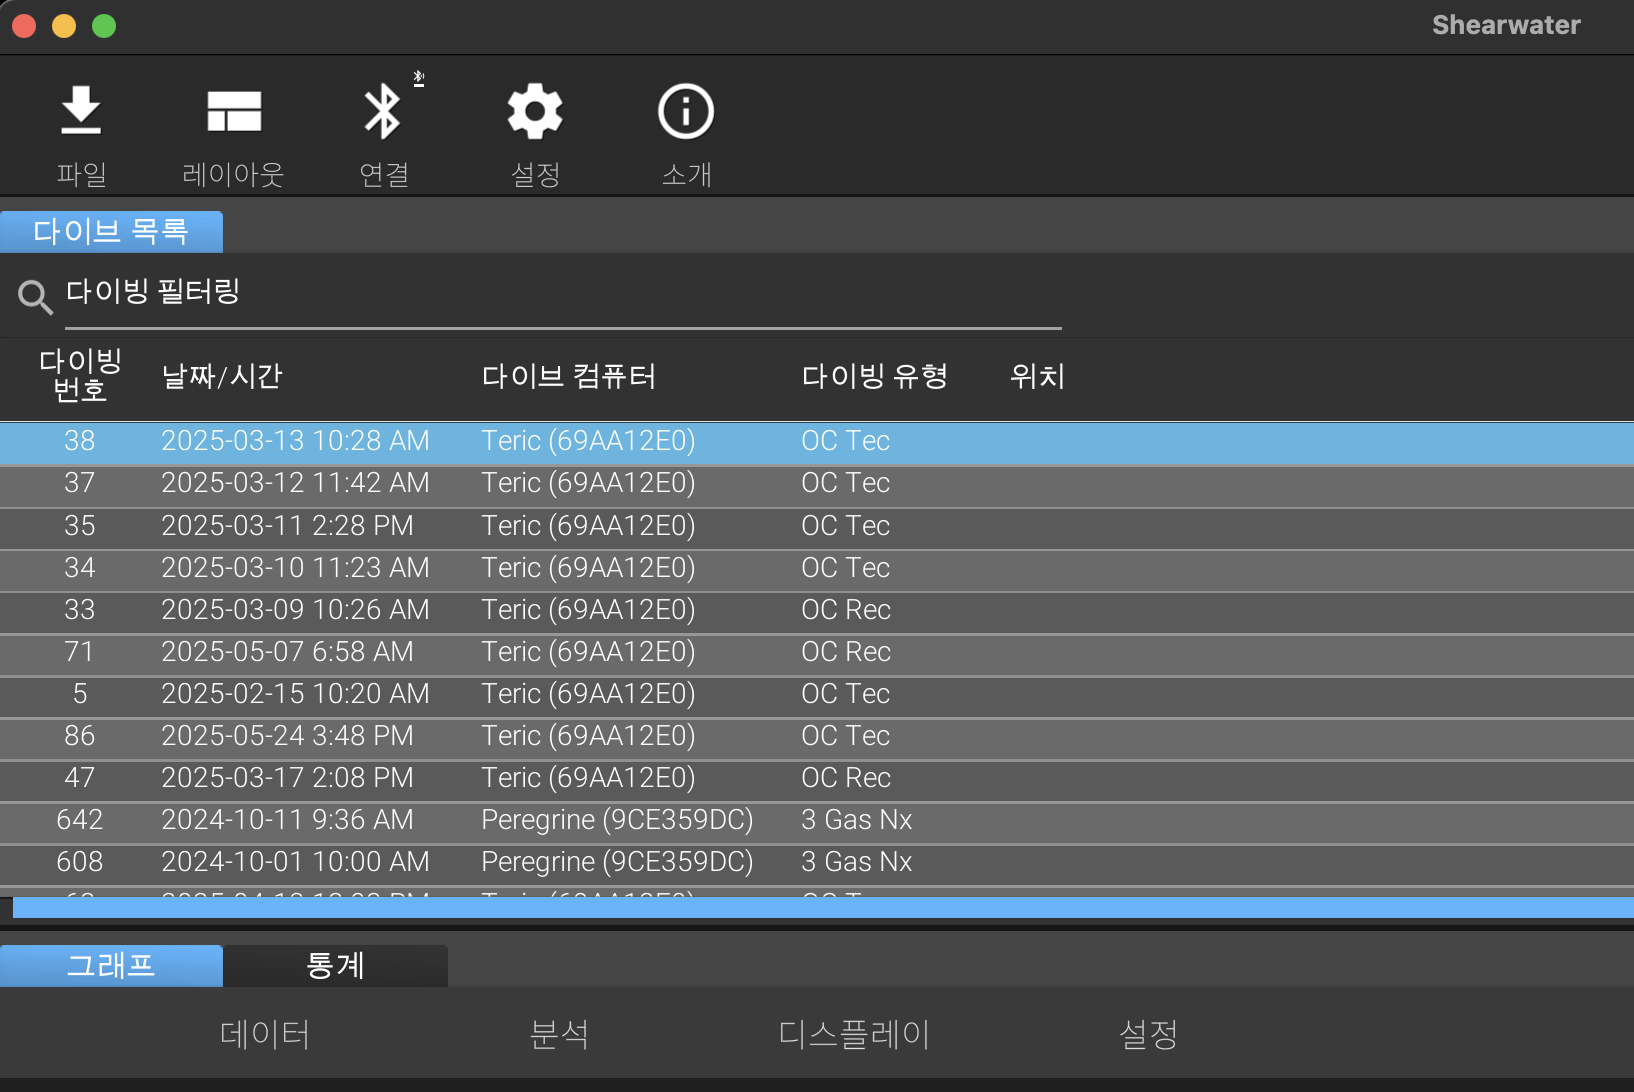 Shearwater
파일
레이아웃
연결
설정
소개
다이브 목록
다이빙 필터링
다이빙 번호 날짜/시간 다이브 컴퓨터 다이빙 유형 위치
38 2025-03-13 10:28 AM Teric (69AA12E0) OC Tec
37 2025-03-12 11:42 AM Teric (69AA12E0) OC Tec
35 2025-03-11 2:28 PM Teric (69AA12E0) OC Tec
34 2025-03-10 11:23 AM Teric (69AA12E0) OC Tec
33 2025-03-09 10:26 AM Teric (69AA12E0) OC Rec
71 2025-05-07 6:58 AM Teric (69AA12E0) OC Rec
5 2025-02-15 10:20 AM Teric (69AA12E0) OC Tec
86 2025-05-24 3:48 PM Teric (69AA12E0) OC Tec
47 2025-03-17 2:08 PM Teric (69AA12E0) OC Rec
642 2024-10-11 9:36 AM Peregrine (9CE359DC) 3 Gas Nx
608 2024-10-01 10:00 AM Peregrine (9CE359DC) 3 Gas Nx
그래프 통계
데이터 분석 디스플레이 설정